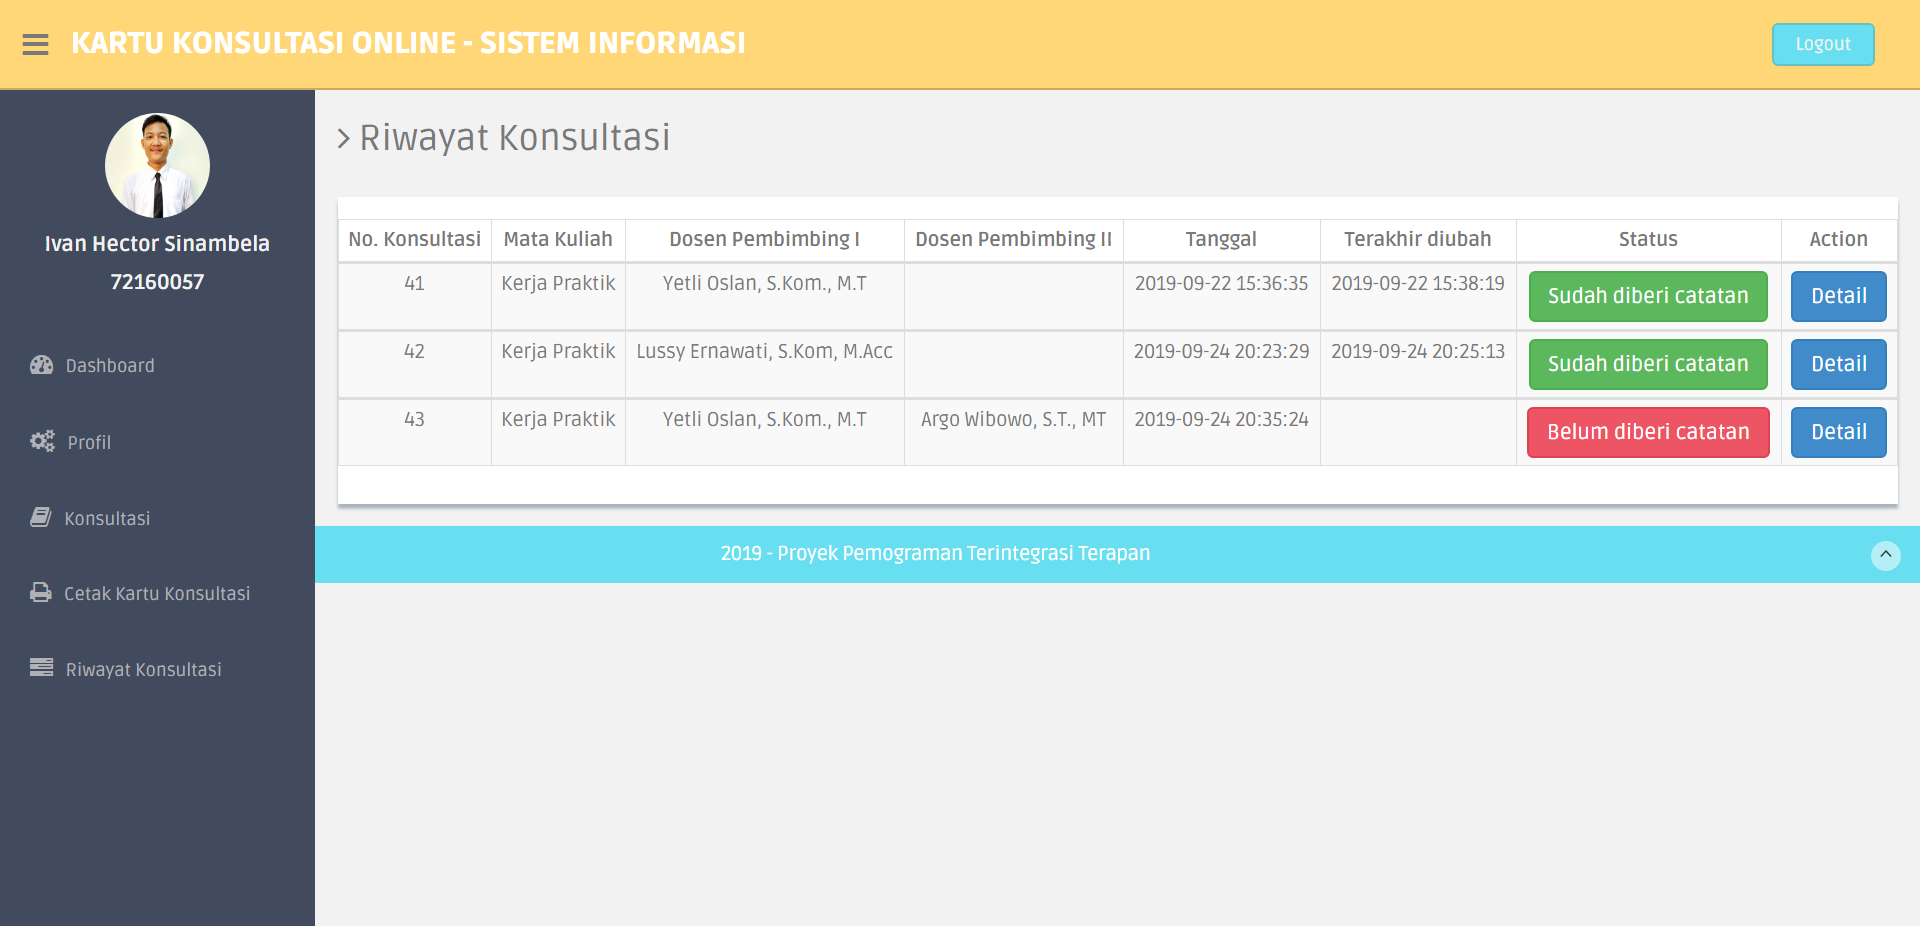 KARTU KONSULTASI ONLINE - SISTEM INFORMASI
Logout
Ivan Hector Sinambela
72160057
Dashboard
Profil
Konsultasi
Cetak Kartu Konsultasi
Riwayat Konsultasi
> Riwayat Konsultasi
No. Konsultasi Mata Kuliah Dosen Pembimbing I Dosen Pembimbing II Tanggal Terakhir diubah Status Action
41 Kerja Praktik Yetli Oslan, S.Kom., M.T 2019-09-22 15:36:35 2019-09-22 15:38:19 Sudah diberi catatan Detail
42 Kerja Praktik Lussy Ernawati, S.Kom, M.Acc 2019-09-24 20:23:29 2019-09-24 20:25:13 Sudah diberi catatan Detail
43 Kerja Praktik Yetli Oslan, S.Kom., M.T Argo Wibowo, S.T., MT 2019-09-24 20:35:24 Belum diberi catatan Detail
2019 - Proyek Pemograman Terintegrasi Terapan